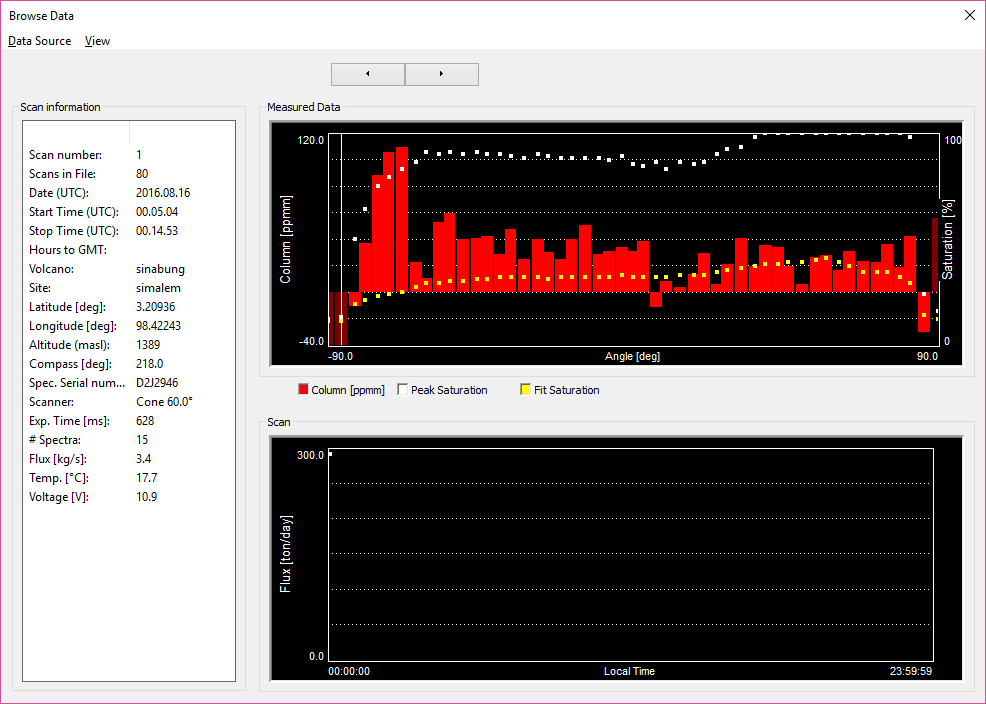 Browse Data
Data Source View
Scan information
Scan number: 1
Scans in File: 80
Date (UTC): 2016.08.16
Start Time (UTC): 00.05.04
Stop Time (UTC): 00.14.53
Hours to GMT:
Volcano: sinabung
Site: simalem
Latitude [deg]: 3.20936
Longitude [deg]: 98.42243
Altitude (masl): 1389
Compass [deg]: 218.0
Spec. Serial num... D2J2946
Scanner: Cone 60.0°
Exp. Time [ms]: 628
# Spectra: 15
Flux [kg/s]: 3.4
Temp. [°C]: 17.7
Voltage [V]: 10.9
Measured Data
120.0 100
Column [ppmm]
Saturation [%]
-40.0 0
-90.0 Angle [deg] 90.0
Column [ppmm] Peak Saturation Fit Saturation
Scan
300.0
Flux [ton/day]
0.0
00:00:00 Local Time 23:59:59